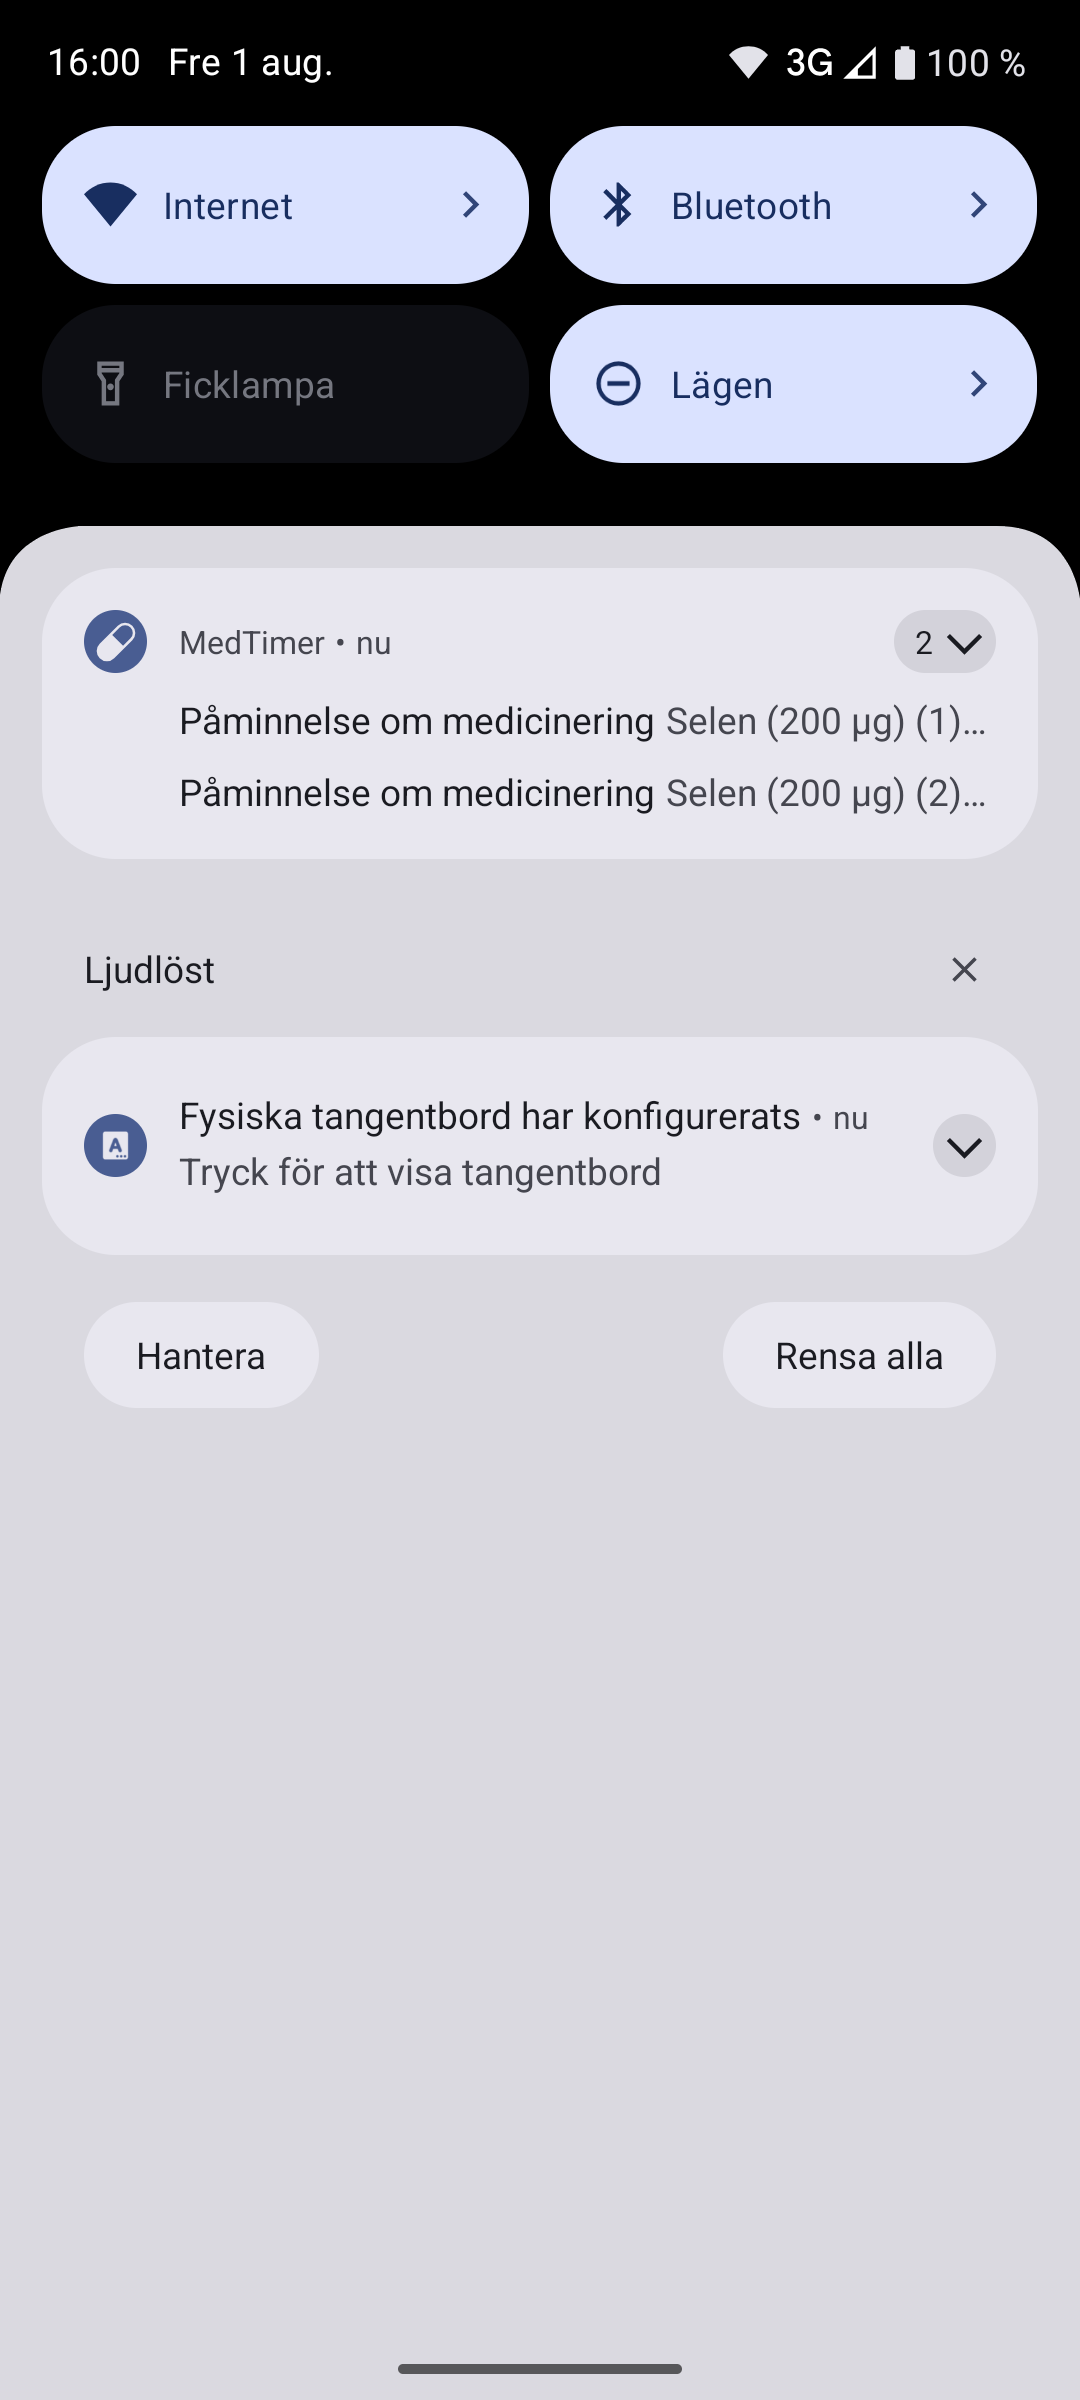 16:00 Fre 1 aug. 3G 100 %
Internet
Bluetooth
Ficklampa
Lägen
MedTimer • nu 2
Påminnelse om medicinering Selen (200 µg) (1)...
Påminnelse om medicinering Selen (200 µg) (2)...
Ljudlöst
Fysiska tangentbord har konfigurerats • nu
Tryck för att visa tangentbord
Hantera
Rensa alla